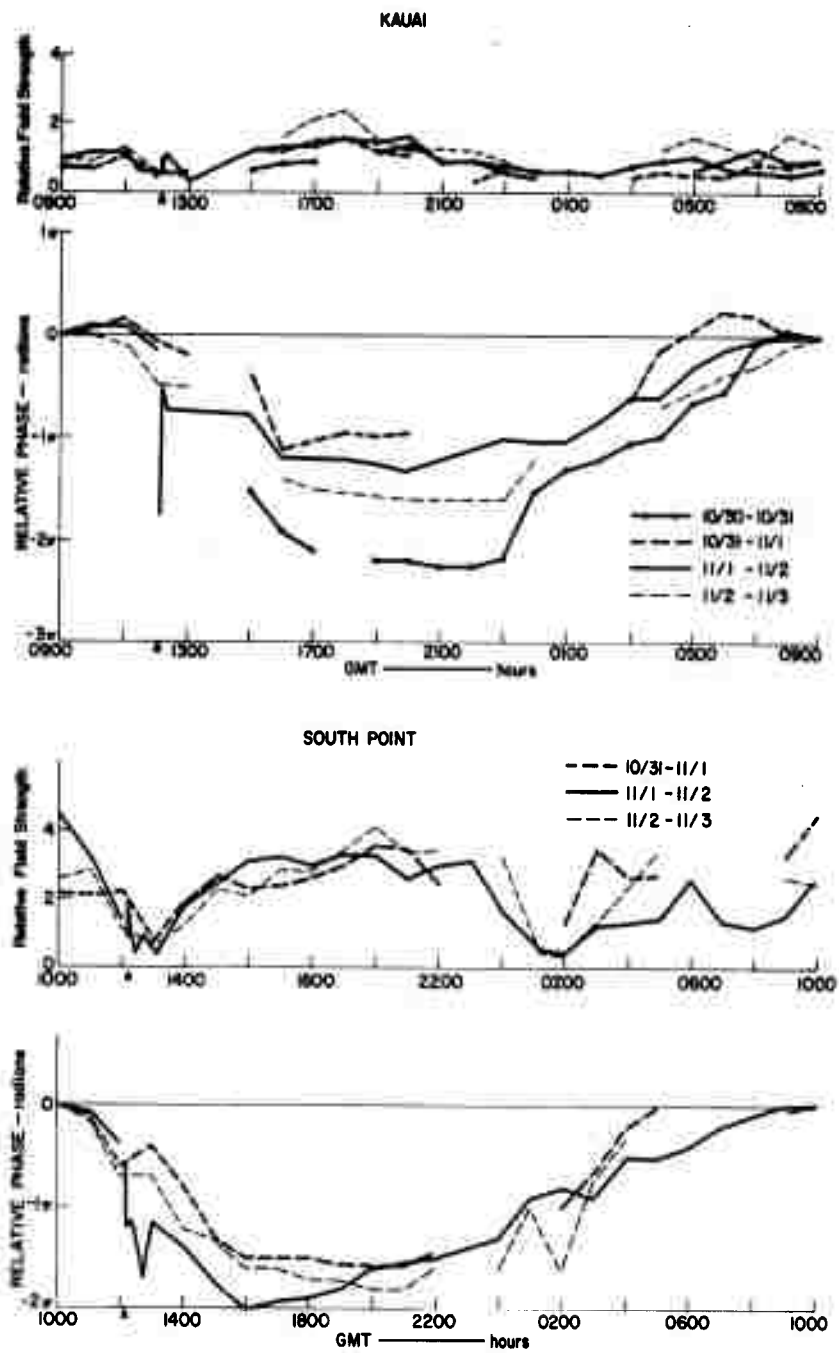 KAUAI
Relative Field Strength
4
2
0
0900 1300 1700 2100 0100 0500 0900
RELATIVE PHASE — radians
1π
0
-1π
-2π
-3π
10/30-10/31
10/31-11/1
11/1 -11/2
11/2 -11/3
0900 1300 1700 2100 0100 0500 0900
GMT hours
SOUTH POINT
10/31-11/1
11/1 -11/2
11/2 -11/3
Relative Field Strength
4
2
0
1000 1400 1800 2200 0200 0600 1000
RELATIVE PHASE — radians
0
-1π
-2π
1000 1400 1800 2200 0200 0600 1000
GMT hours